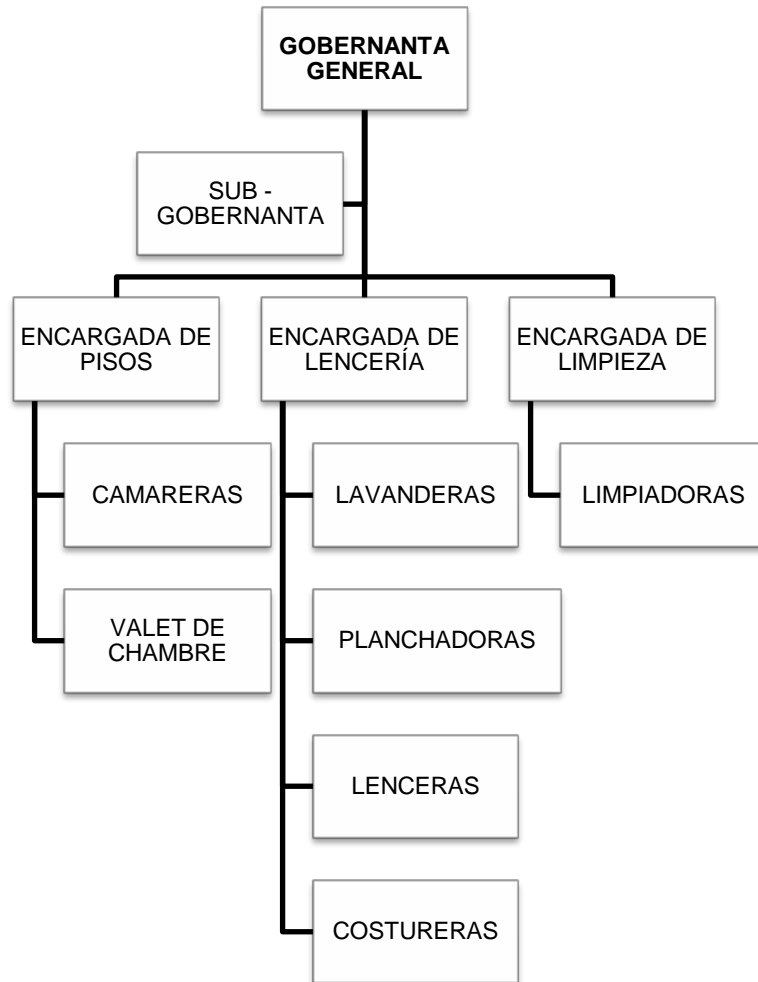 GOBERNANTA
GENERAL
SUB -
GOBERNANTA
ENCARGADA DE
PISOS
ENCARGADA DE
LENCERÍA
ENCARGADA DE
LIMPIEZA
CAMARERAS
LAVANDERAS
LIMPIADORAS
VALET DE
CHAMBRE
PLANCHADORAS
LENCERAS
COSTURERAS